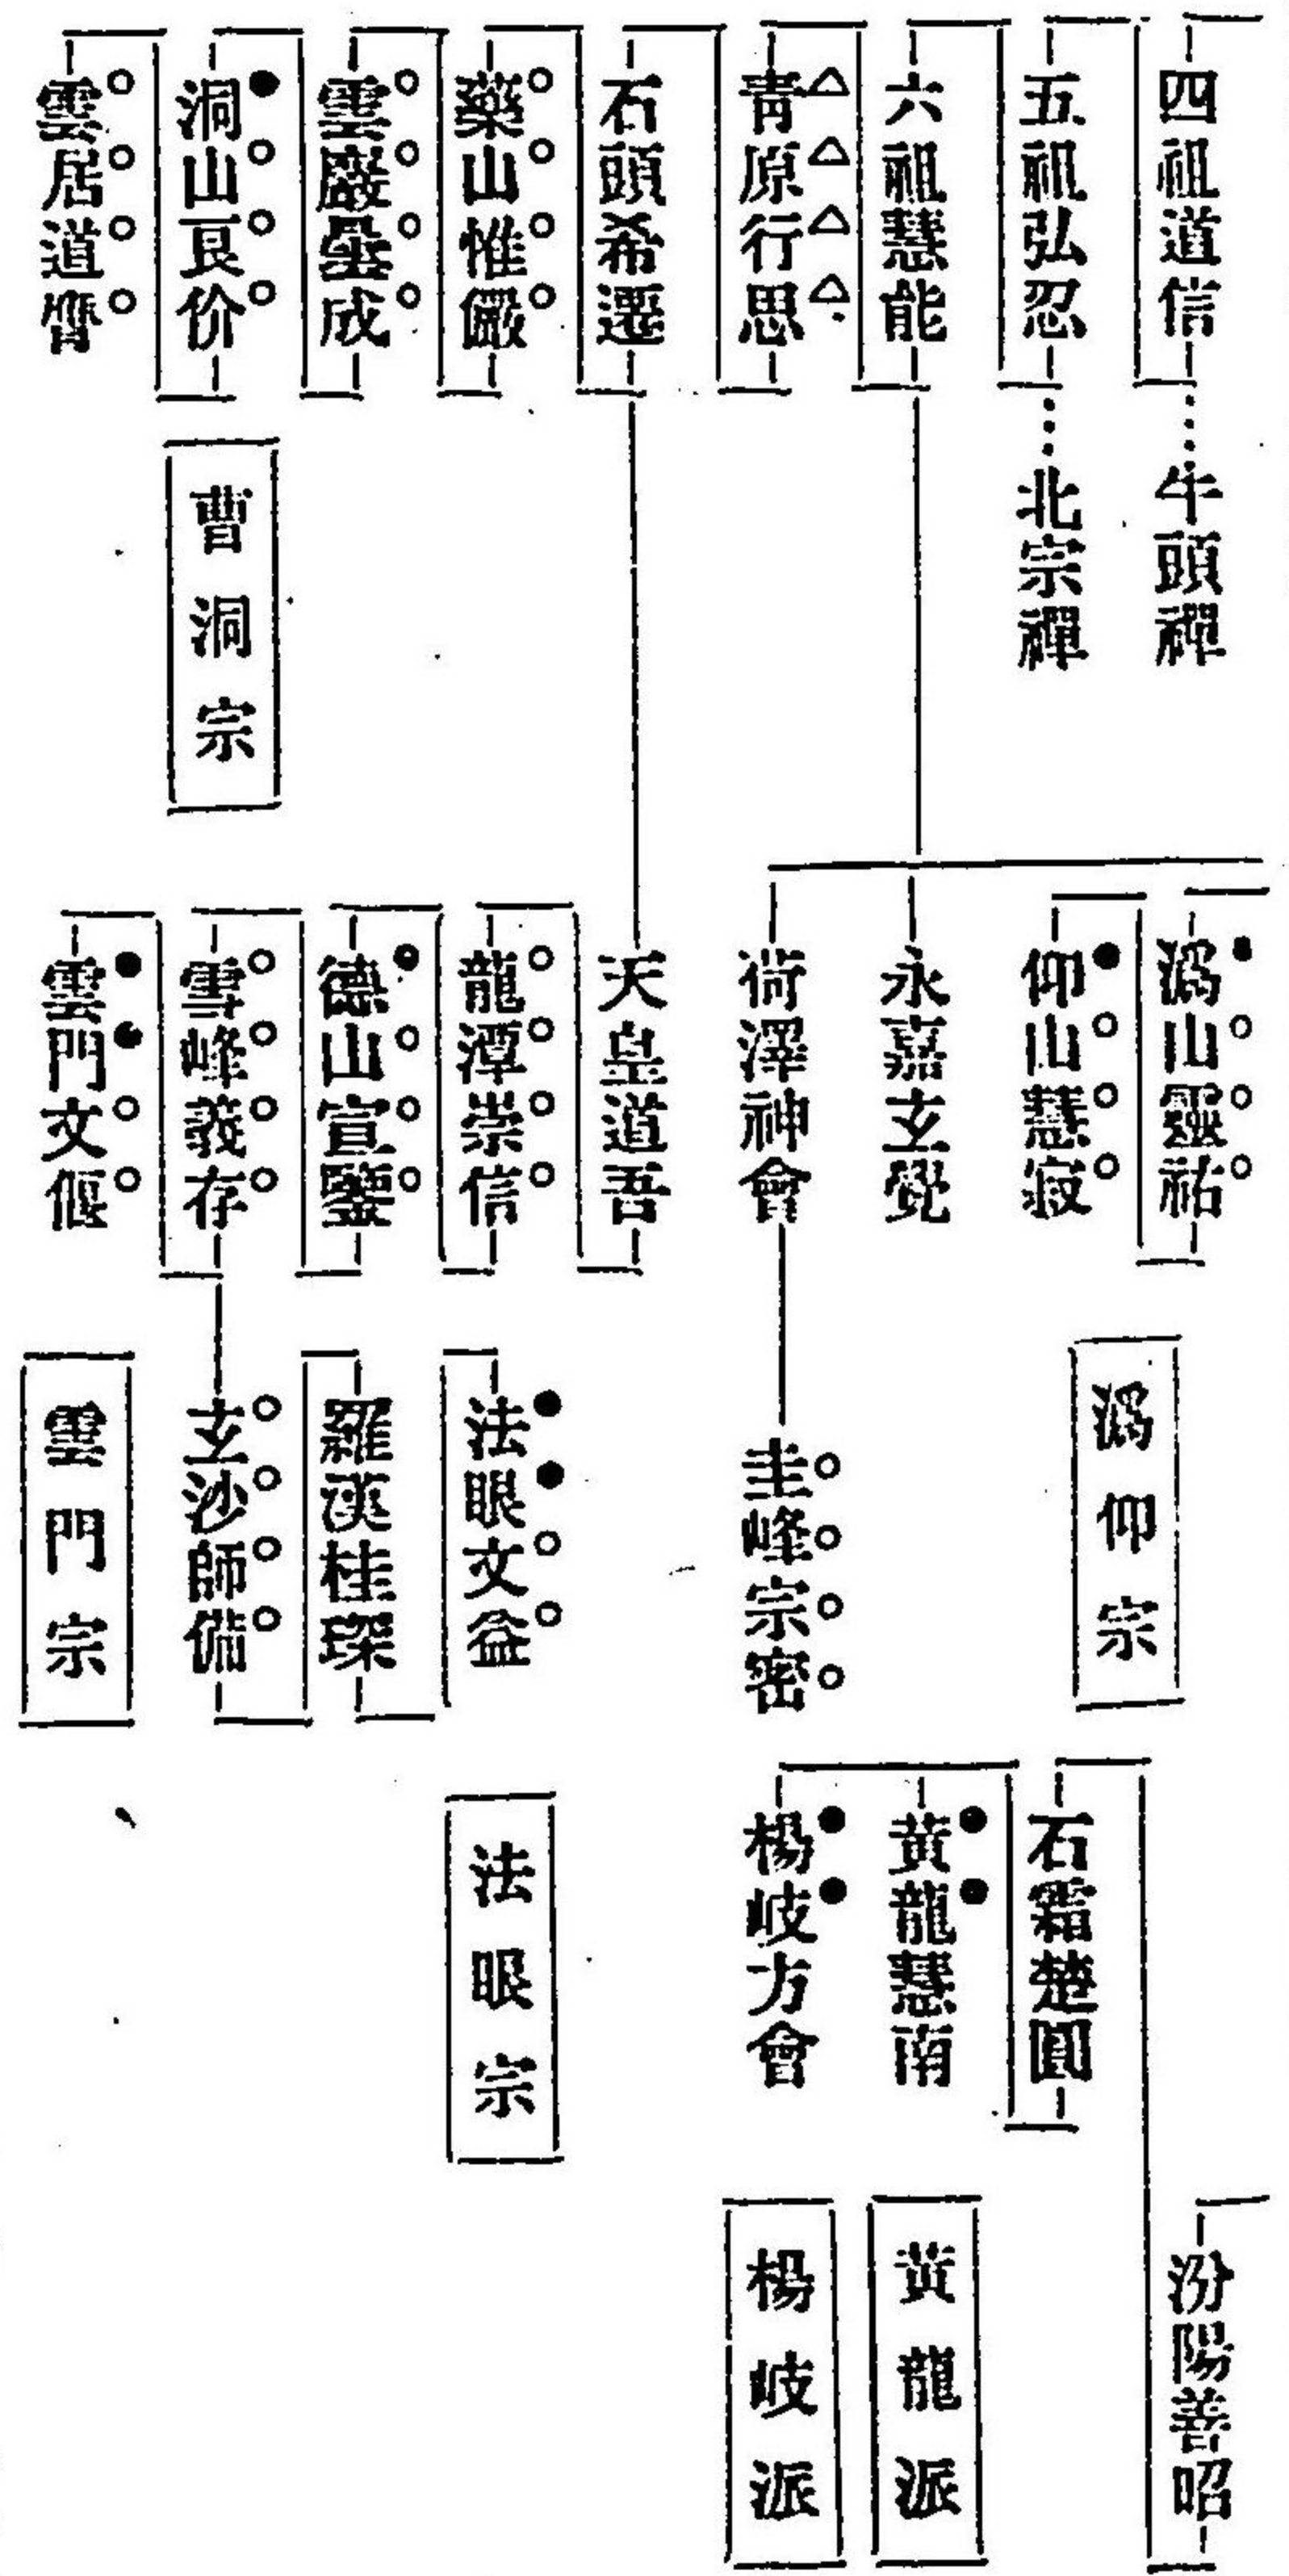 四祖道信
牛頭禪
五祖弘忍
北宗禪
六祖慧能
青原行思
石頭希遷
藥山惟儼
雲巖曇成
洞山良价
雲居道膺
曹洞宗
潙山靈祐
仰山慧寂
潙仰宗
永嘉玄覺
荷澤神會
圭峰宗密
天皇道吾
龍潭崇信
德山宣鑒
雪峰義存
雲門文偃
雲門宗
玄沙師備
羅漢桂琛
法眼文益
法眼宗
汾陽善昭
石霜楚圓
黃龍慧南
楊岐方會
黃龍派
楊岐派